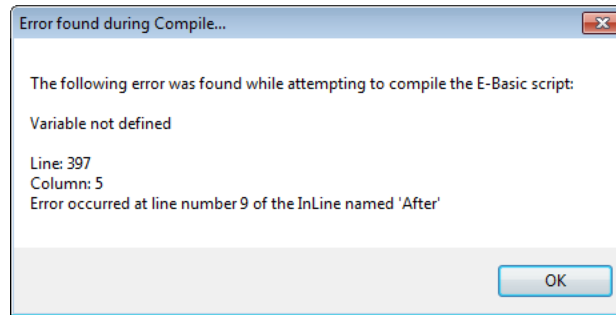 Error found during Compile...
The following error was found while attempting to compile the E-Basic script:
Variable not defined
Line: 397
Column: 5
Error occurred at line number 9 of the InLine named 'After'
OK